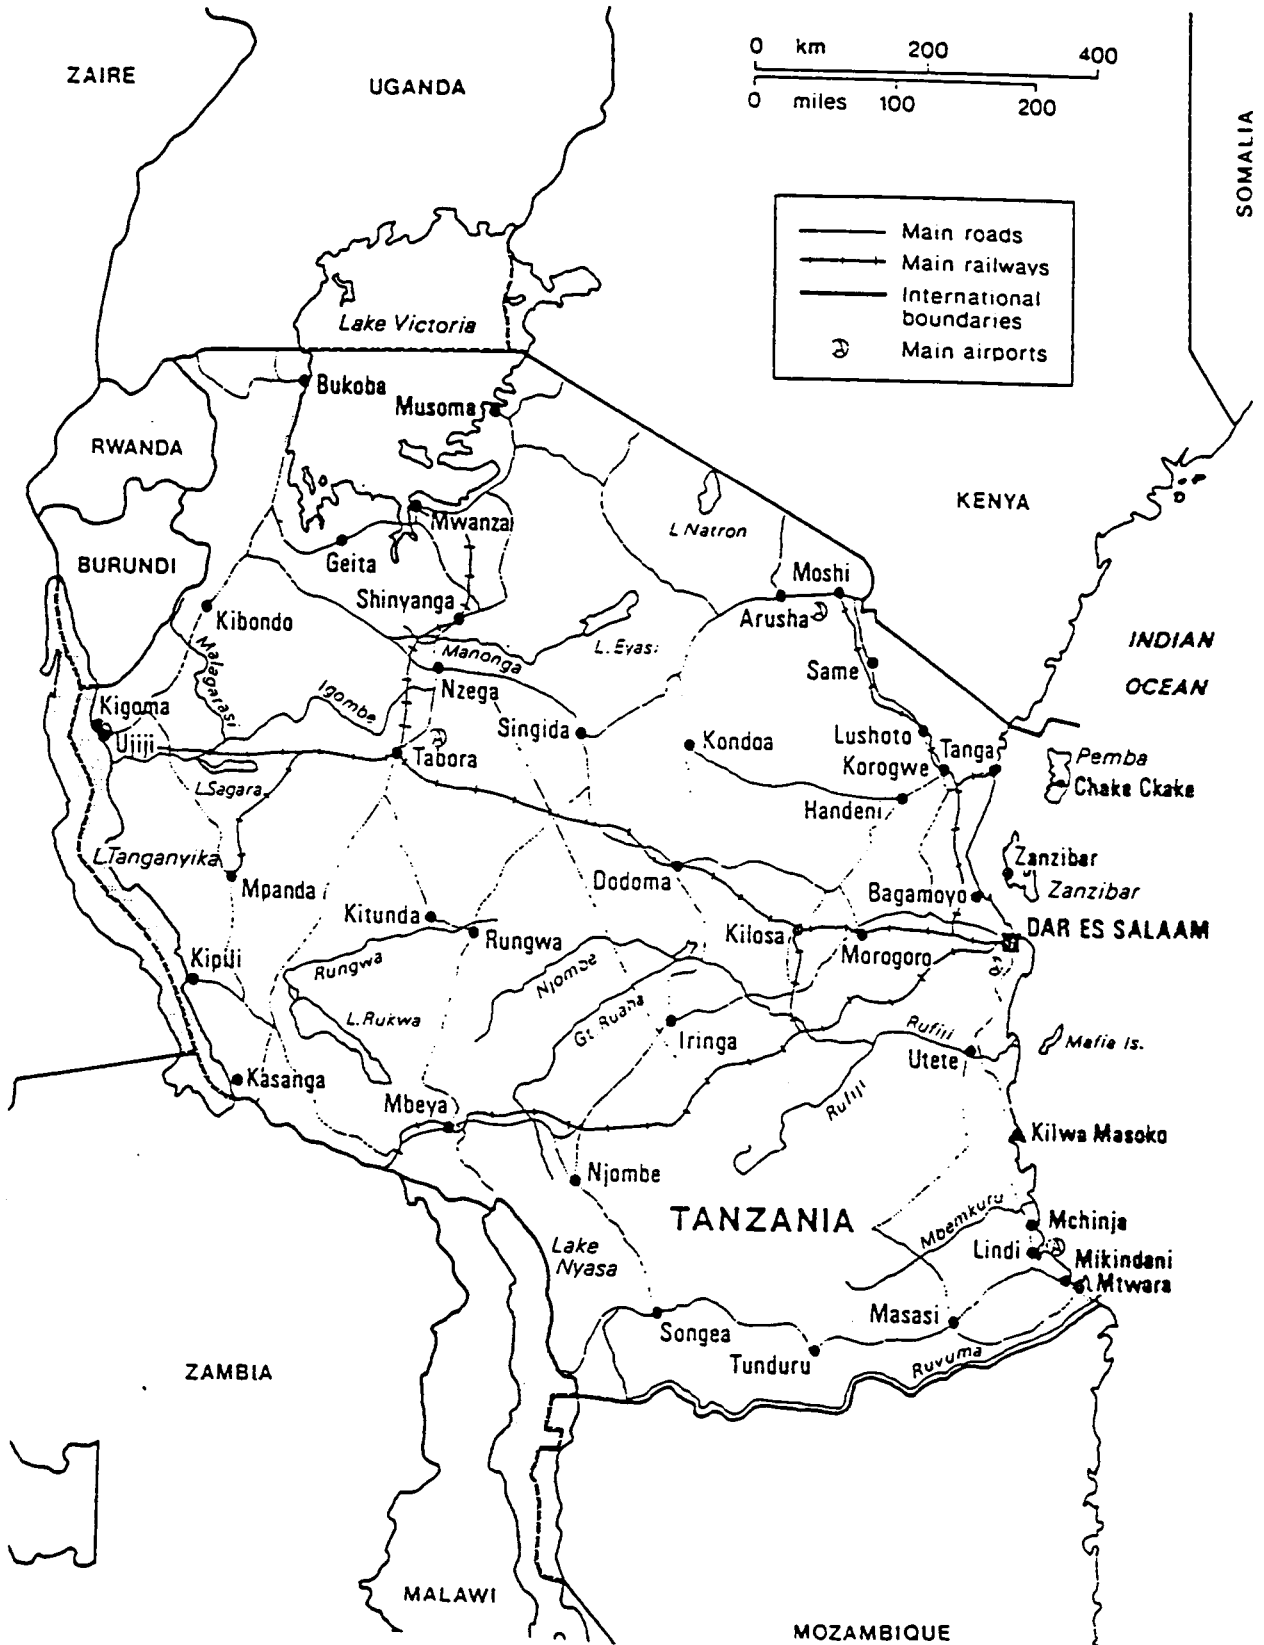 ZAIRE
UGANDA
0 km 200 400
0 miles 100 200
SOMALIA
Main roads
Main railways
International
boundaries
Main airports
Lake Victoria
Bukoba
Musoma
RWANDA
KENYA
Mwanza
L Natron
BURUNDI
Geita
Moshi
Shinyanga
Arusha
Kibondo
INDIAN
OCEAN
Manonga
L. Eyasi
Same
Malagarasi
Igombe
Nzega
Kigoma
Ujiji
Singida
Kondoa
Lushoto
Tanga
Korogwe
Pemba
Chake Ckake
Tabora
L.Sagara
Handeni
L.Tanganyika
Mpanda
Dodoma
Zanzibar
Zanzibar
Bagamoyo
Kitunda
Rungwa
Kilosa
DAR ES SALAAM
Morogoro
Kipili
Rungwa
Njombe
L.Rukwa
Gt. Ruaha
Iringa
Rufiji
Utete
Mafia Is.
Kasanga
Mbeya
Rufiji
Kilwa Masoko
Njombe
TANZANIA
Mbemkuru
Mchinja
Lindi
Mikindani
Mtwara
Lake
Nyasa
Masasi
Songea
Tunduru
Ruvuma
ZAMBIA
MALAWI
MOZAMBIQUE